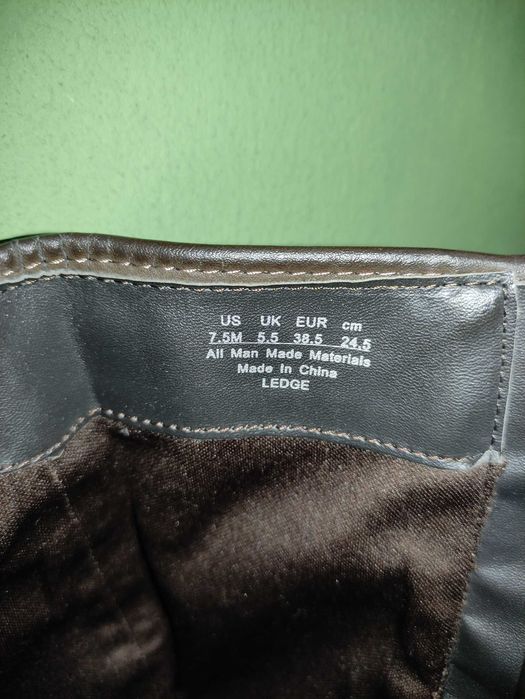 US UK EUR cm
7.5M 5.5 38.5 24.5
All Man Made Materials
Made In China
LEDGE